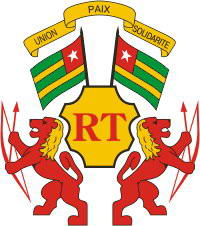 UNION PAIX SOLIDARITE
RT